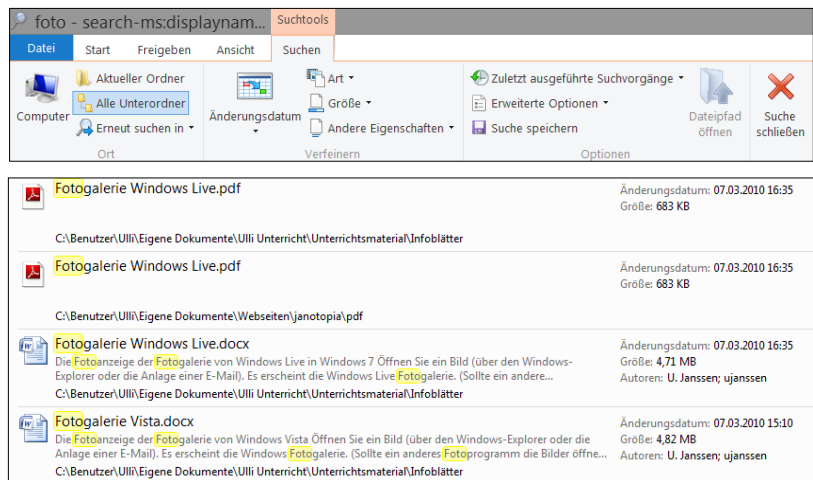 foto - search-ms:displaynam... Suchtools
Datei Start Freigeben Ansicht Suchen
Computer
Aktueller Ordner
Alle Unterordner
Erneut suchen in
Ort
Änderungsdatum
Art
Größe
Andere Eigenschaften
Verfeinern
Zuletzt ausgeführte Suchvorgänge
Erweiterte Optionen
Suche speichern
Dateipfad
öffnen
Optionen
Suche
schließen
Fotogalerie Windows Live.pdf
Änderungsdatum: 07.03.2010 16:35
Größe: 683 KB
C:\Benutzer\Ulli\Eigene Dokumente\Ulli Unterricht\Unterrichtsmaterial\Infoblätter
Fotogalerie Windows Live.pdf
Änderungsdatum: 07.03.2010 16:35
Größe: 683 KB
C:\Benutzer\Ulli\Eigene Dokumente\Webseiten\janotopia\pdf
Fotogalerie Windows Live.docx
Änderungsdatum: 07.03.2010 16:35
Die Fotoanzeige der Fotogalerie von Windows Live in Windows 7 Öffnen Sie ein Bild (über den Windows-
Größe: 4,71 MB
Explorer oder die Anlage einer E-Mail). Es erscheint die Windows Live Fotogalerie. (Sollte ein andere...
Autoren: U. Janssen; ujanssen
C:\Benutzer\Ulli\Eigene Dokumente\Ulli Unterricht\Unterrichtsmaterial\Infoblätter
Fotogalerie Vista.docx
Änderungsdatum: 07.03.2010 15:10
Die Fotoanzeige der Fotogalerie von Windows Vista Öffnen Sie ein Bild (über den Windows-Explorer oder die
Größe: 4,82 MB
Anlage einer E-Mail). Es erscheint die Windows Fotogalerie. (Sollte ein anderes Fotoprogramm die Bilder öffne...
Autoren: U. Janssen; ujanssen
C:\Benutzer\Ulli\Eigene Dokumente\Ulli Unterricht\Unterrichtsmaterial\Infoblätter